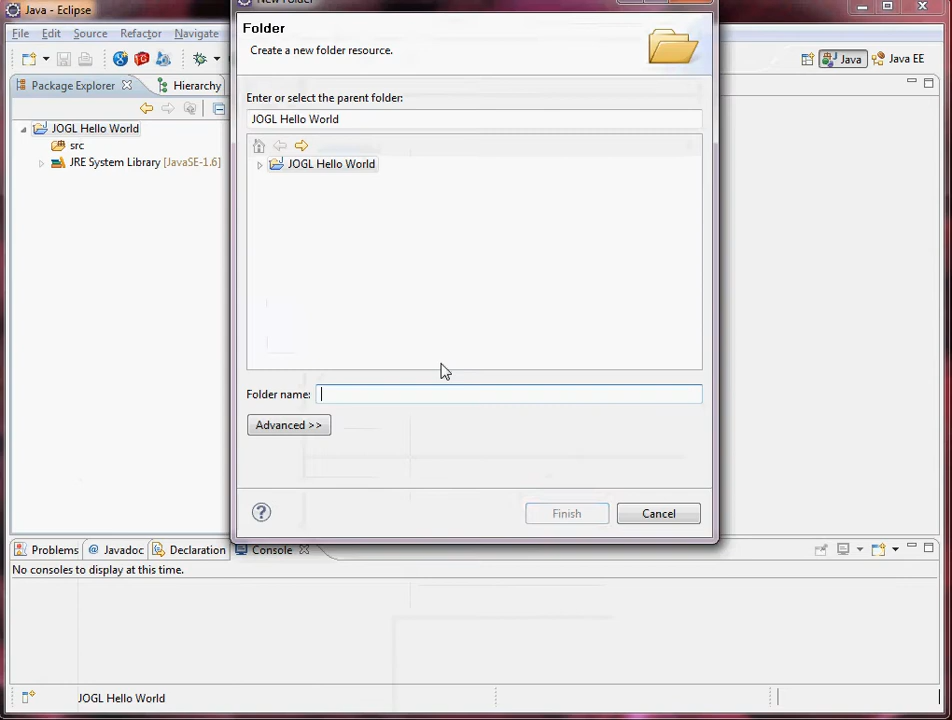 Java - Eclipse
New Folder
File Edit Source Refactor Navigate
Java
Java EE
Package Explorer
Hierarchy
JOGL Hello World
src
JRE System Library [JavaSE-1.6]
Folder
Create a new folder resource.
Enter or select the parent folder:
JOGL Hello World
JOGL Hello World
Folder name:
Advanced >>
?
Finish
Cancel
Problems
@ Javadoc
Declaration
Console
No consoles to display at this time.
JOGL Hello World